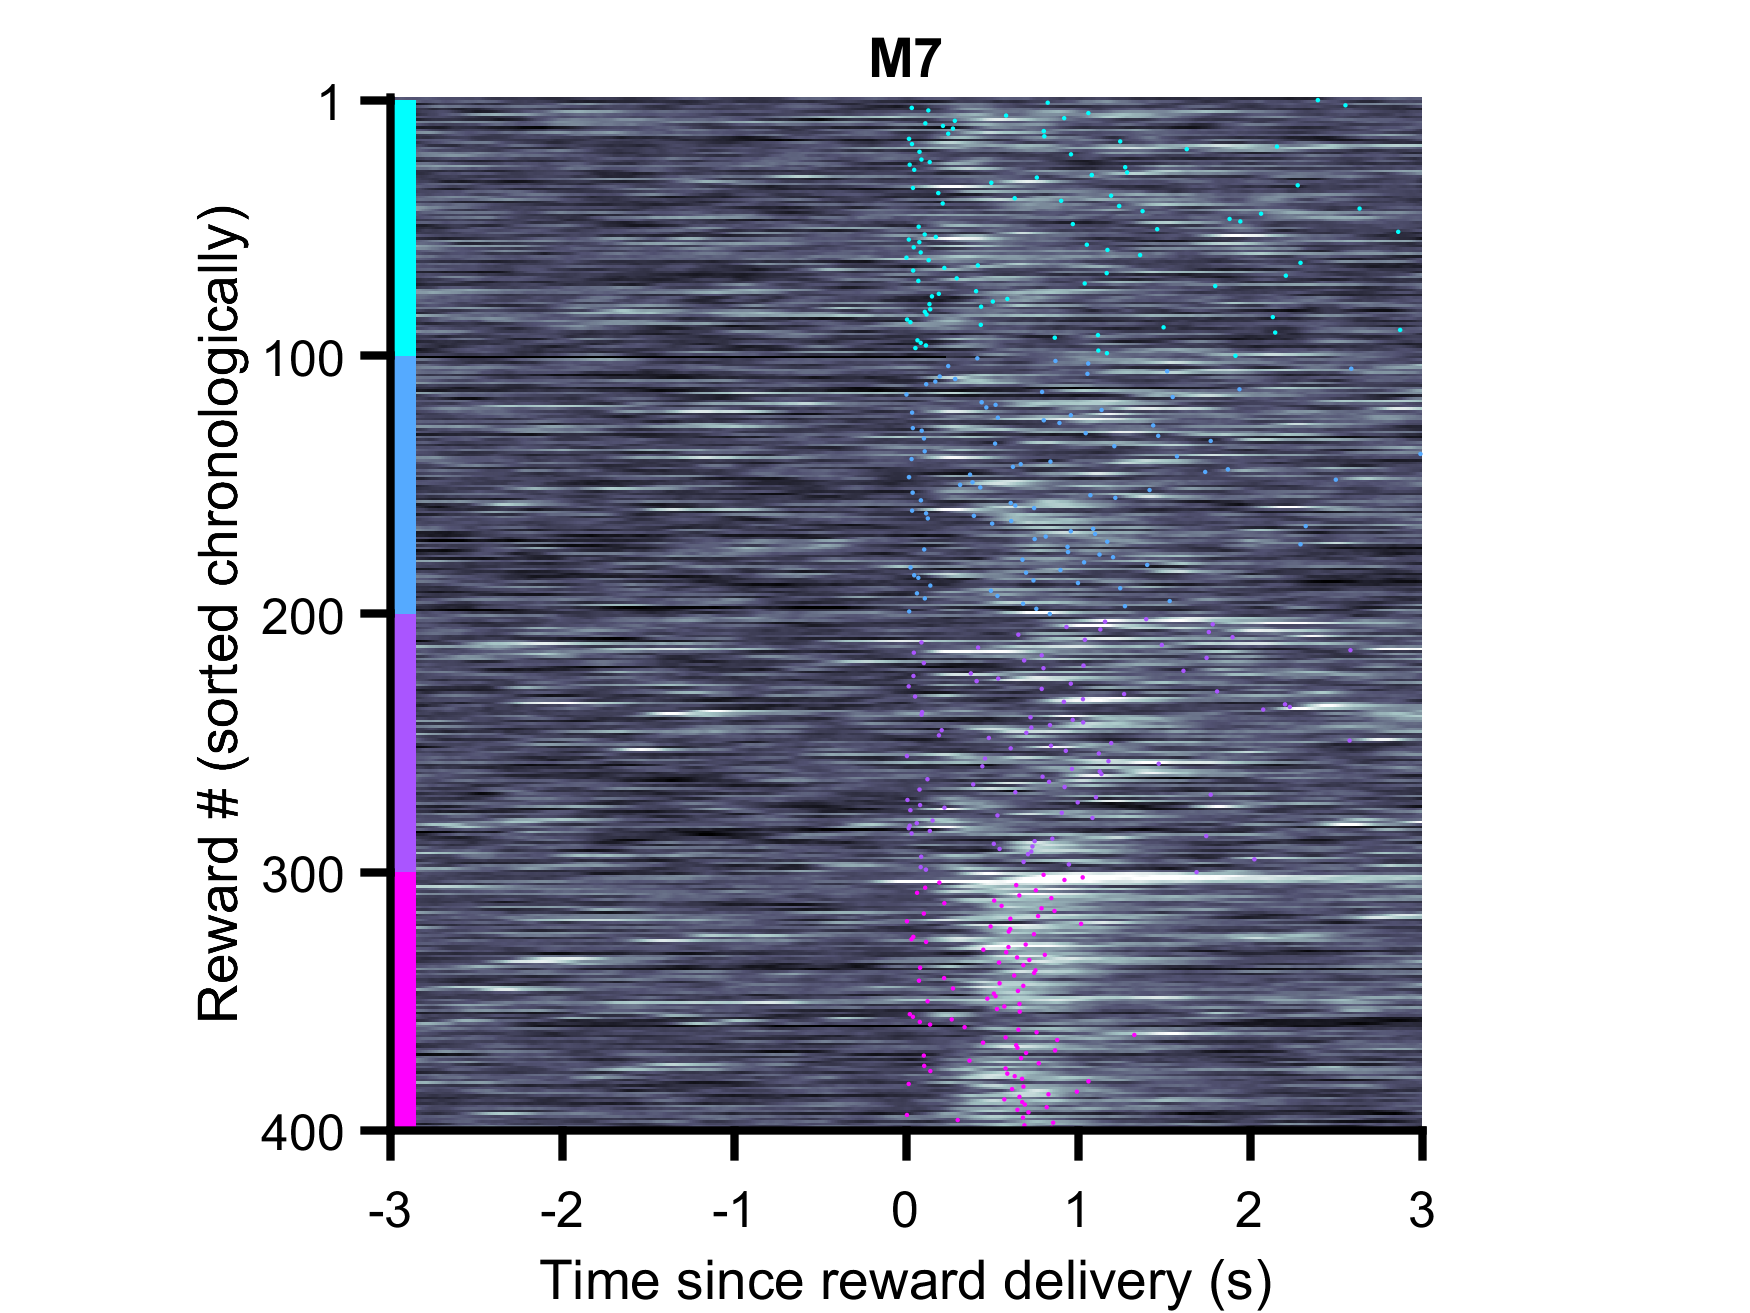 M7
Reward # (sorted chronologically)
1
100
200
300
400
-3 -2 -1 0 1 2 3
Time since reward delivery (s)